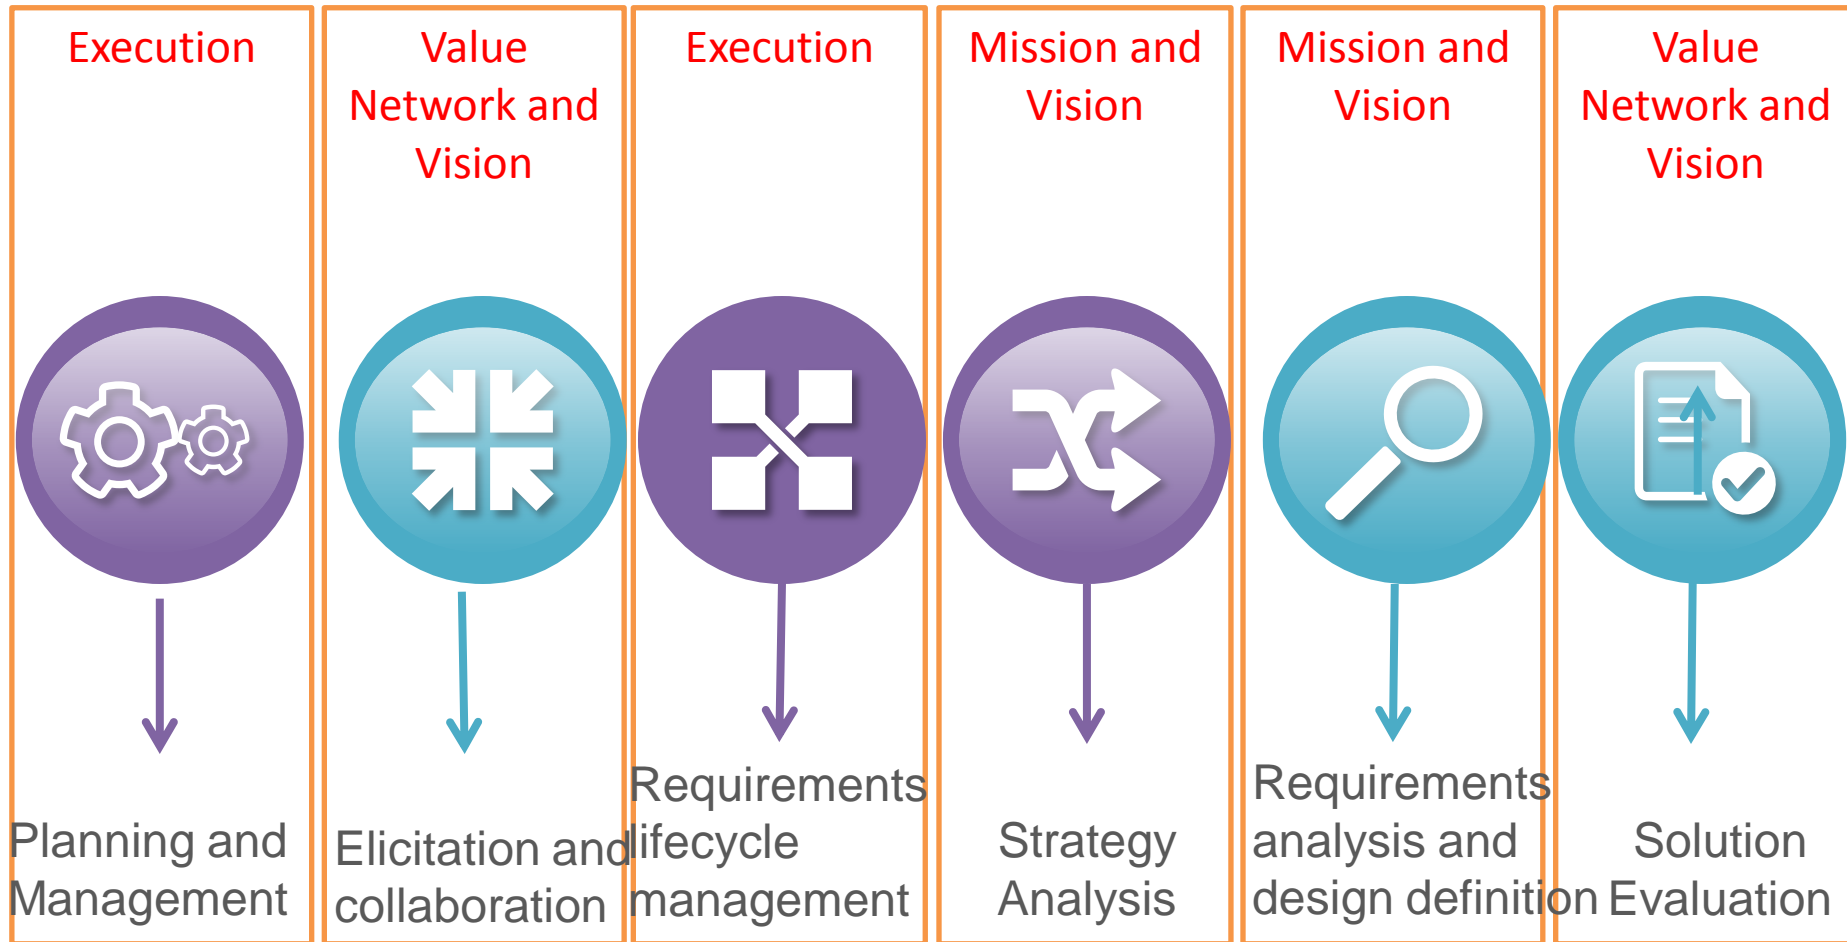 Execution
Value
Network and
Vision
Execution
Mission and
Vision
Mission and
Vision
Value
Network and
Vision
Planning and
Management
Elicitation and
collaboration
Requirements
lifecycle
management
Strategy
Analysis
Requirements
analysis and
design definition
Solution
Evaluation